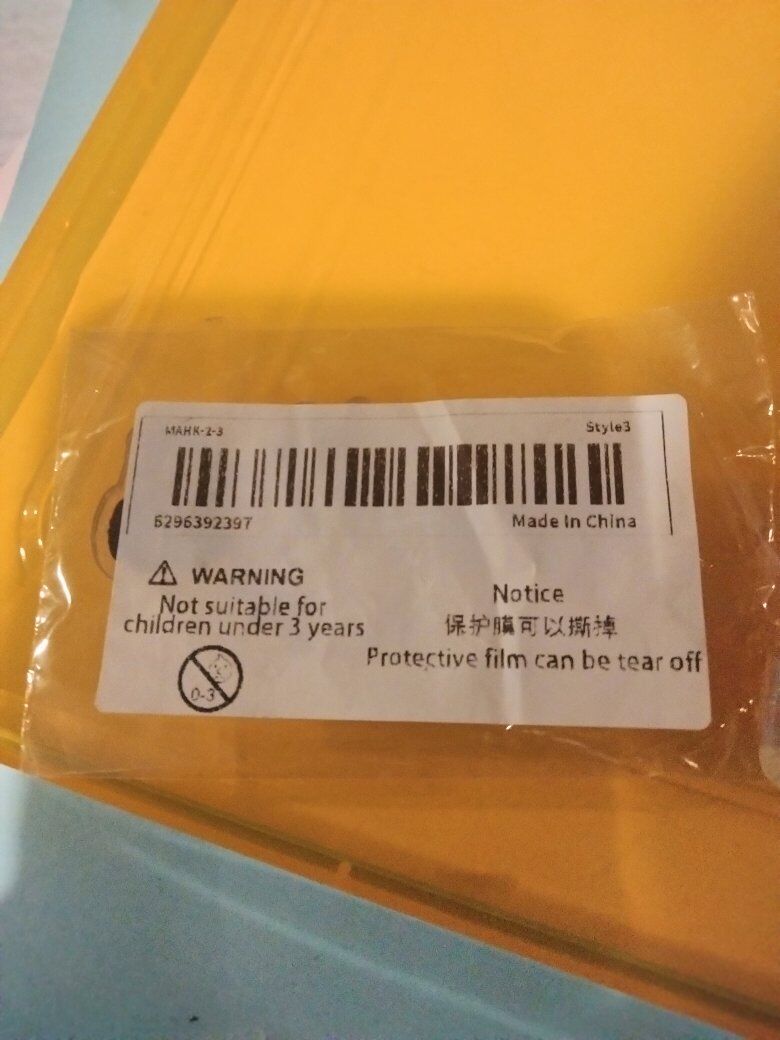 MARK-2-3
Style3
6296392397
Made In China
WARNING
Not suitable for
children under 3 years
0-3
Notice
保护膜可以撕掉
Protective film can be tear off